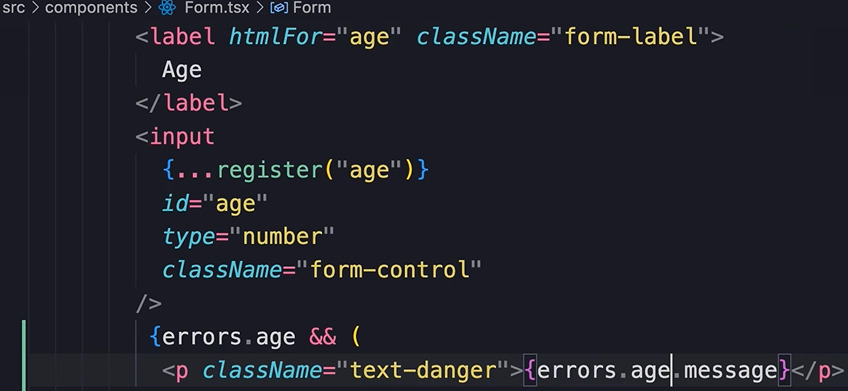 src > components > Form.tsx > Form
<label htmlFor="age" className="form-label">
Age
</label>
<input
{...register("age")}
id="age"
type="number"
className="form-control"
/>
{errors.age && (
<p className="text-danger">{errors.age.message}</p>